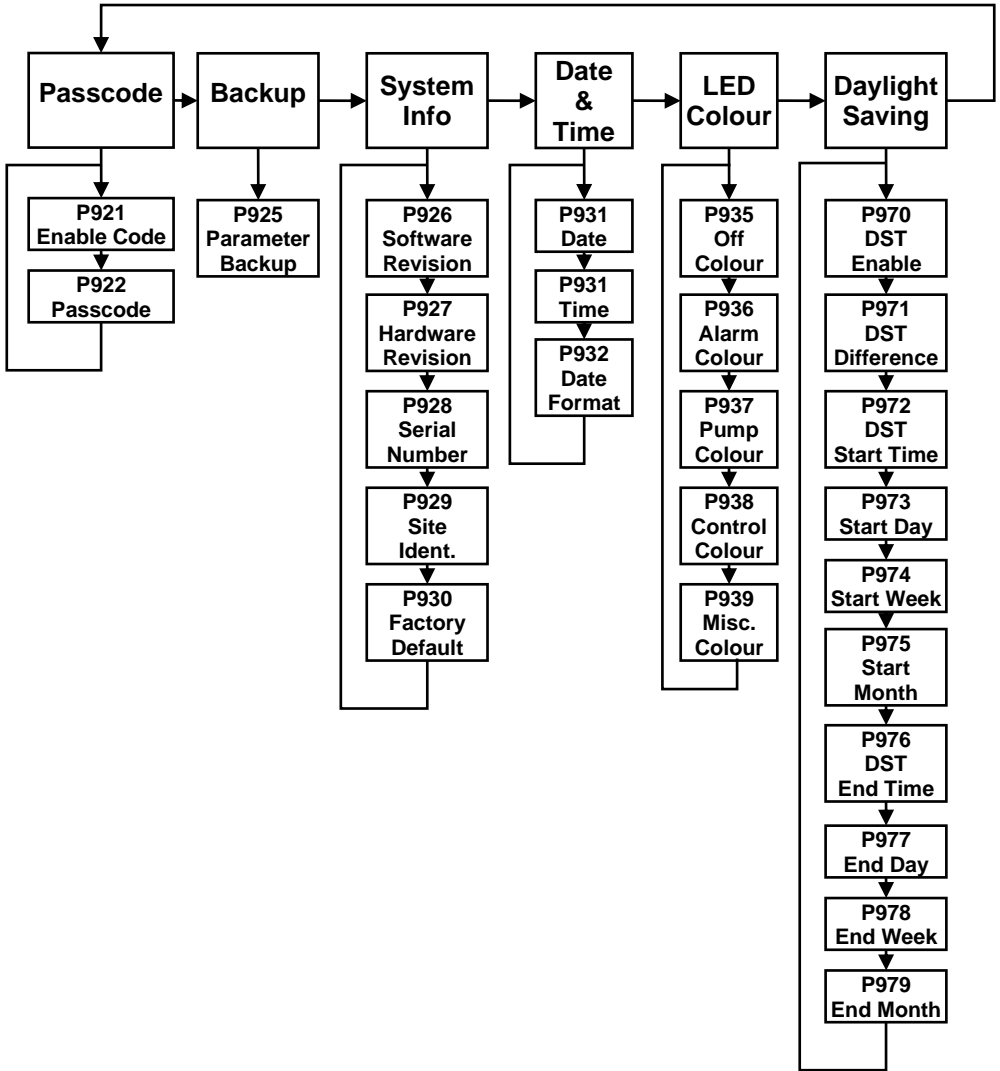 Passcode
Backup
System
Info
Date
&
Time
LED
Colour
Daylight
Saving
P921
Enable Code
P922
Passcode
P925
Parameter
Backup
P926
Software
Revision
P927
Hardware
Revision
P928
Serial
Number
P929
Site
Ident.
P930
Factory
Default
P931
Date
P931
Time
P932
Date
Format
P935
Off
Colour
P936
Alarm
Colour
P937
Pump
Colour
P938
Control
Colour
P939
Misc.
Colour
P970
DST
Enable
P971
DST
Difference
P972
DST
Start Time
P973
Start Day
P974
Start Week
P975
Start
Month
P976
DST
End Time
P977
End Day
P978
End Week
P979
End Month